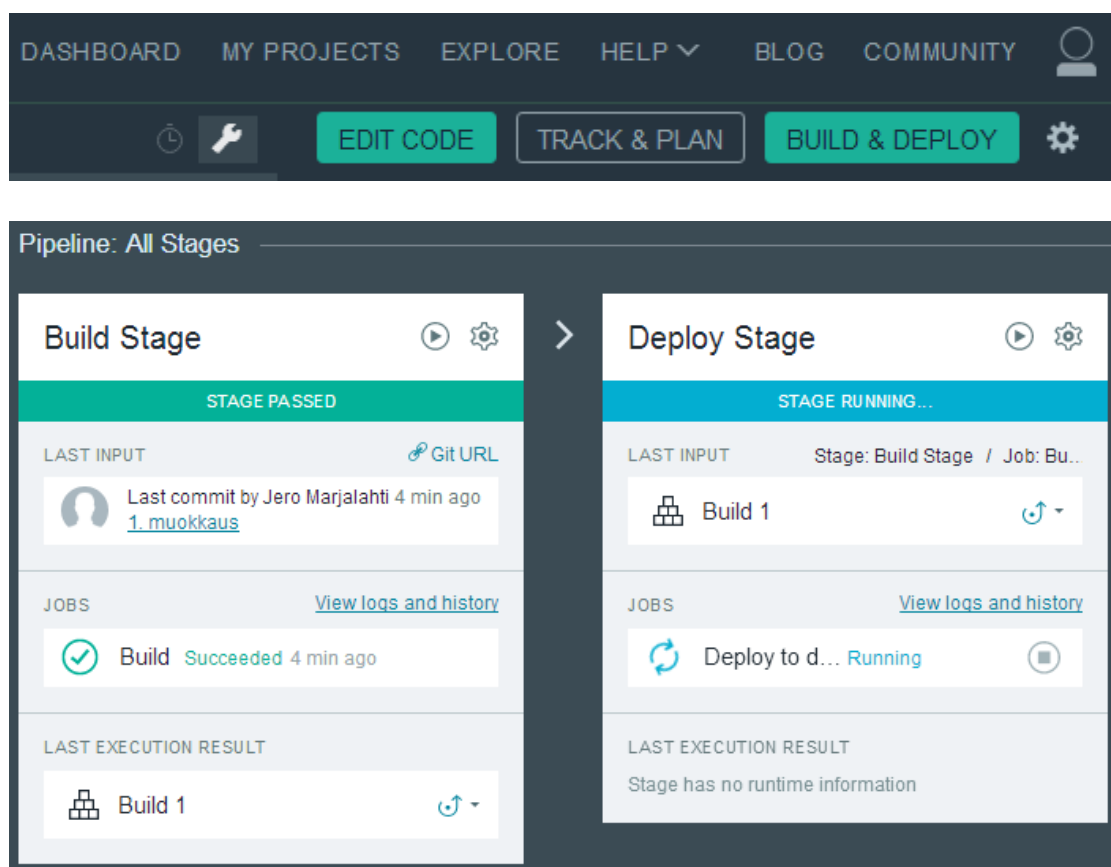 DASHBOARD MY PROJECTS EXPLORE HELP BLOG COMMUNITY
EDIT CODE TRACK & PLAN BUILD & DEPLOY
Pipeline: All Stages
Build Stage
STAGE PASSED
LAST INPUT Git URL
Last commit by Jero Marjalahti 4 min ago
1. muokkaus
JOBS View logs and history
Build Succeeded 4 min ago
LAST EXECUTION RESULT
Build 1
Deploy Stage
STAGE RUNNING...
LAST INPUT Stage: Build Stage / Job: Bu...
Build 1
JOBS View logs and history
Deploy to d... Running
LAST EXECUTION RESULT
Stage has no runtime information